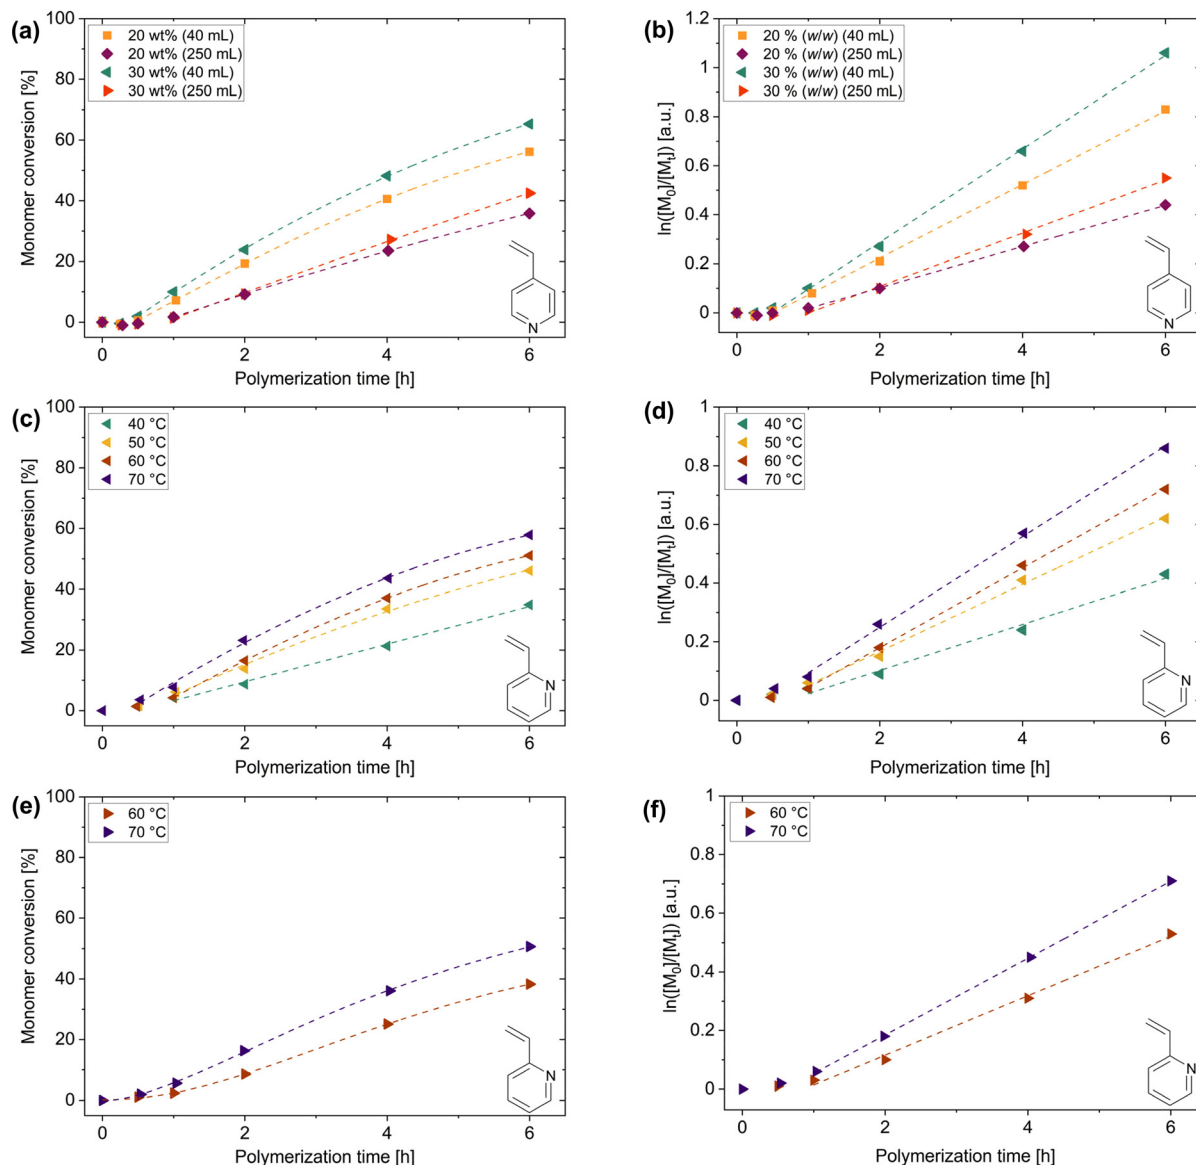 (a)
100
80
60
40
20
0
0
2
4
6
Monomer conversion [%]
Polymerization time [h]
20 wt% (40 mL)
20 wt% (250 mL)
30 wt% (40 mL)
30 wt% (250 mL)
N
(b)
1.2
1
0.8
0.6
0.4
0.2
0
0
2
4
6
ln([M0]/[Mt]) [a.u.]
Polymerization time [h]
20 % (w/w) (40 mL)
20 % (w/w) (250 mL)
30 % (w/w) (40 mL)
30 % (w/w) (250 mL)
N
(c)
100
80
60
40
20
0
0
2
4
6
Monomer conversion [%]
Polymerization time [h]
40 °C
50 °C
60 °C
70 °C
N
(d)
1
0.8
0.6
0.4
0.2
0
0
2
4
6
ln([M0]/[Mt]) [a.u.]
Polymerization time [h]
40 °C
50 °C
60 °C
70 °C
N
(e)
100
80
60
40
20
0
0
2
4
6
Monomer conversion [%]
Polymerization time [h]
60 °C
70 °C
N
(f)
1
0.8
0.6
0.4
0.2
0
0
2
4
6
ln([M0]/[Mt]) [a.u.]
Polymerization time [h]
60 °C
70 °C
N